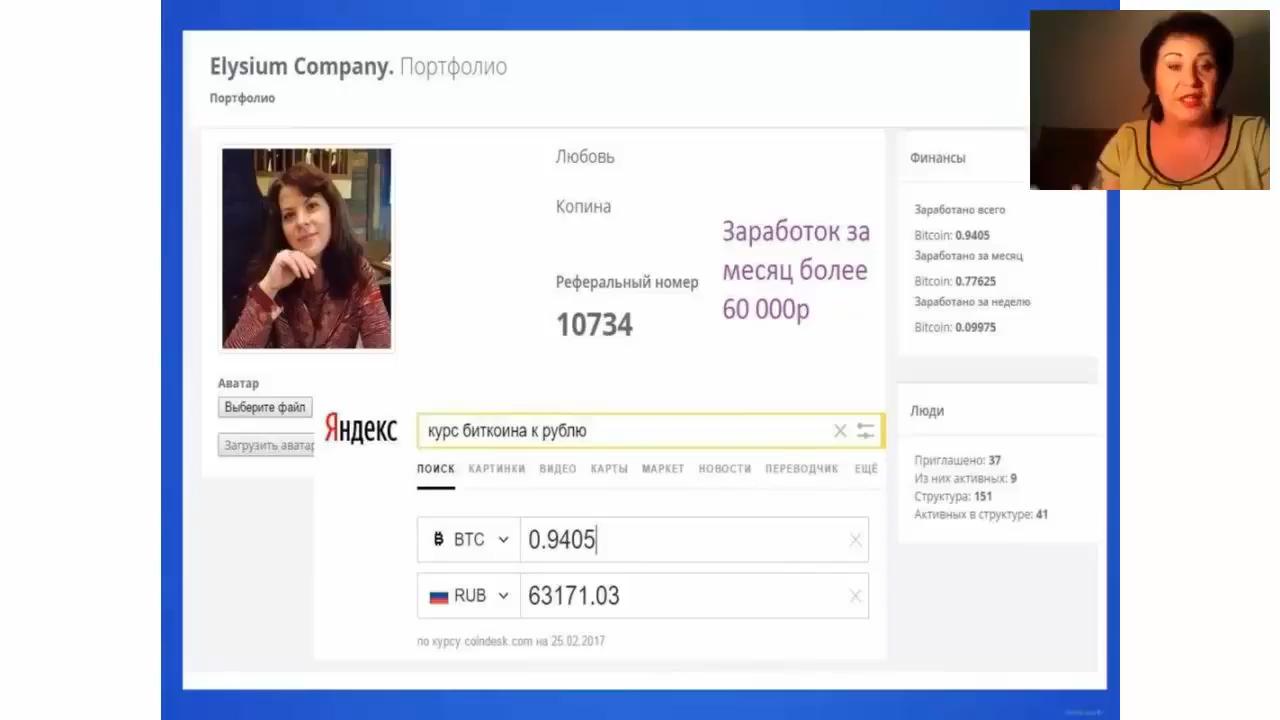 Elysium Company. Портфолио
Портфолио
Любовь
Копина
Реферальный номер
10734
Заработок за
месяц более
60 000р
Аватар
Выберите файл
Загрузить аватар
Финансы
Заработано всего
Bitcoin: 0.9405
Заработано за месяц
Bitcoin: 0.77625
Заработано за неделю
Bitcoin: 0.09975
Люди
Приглашено: 37
Из них активных: 9
Структура: 151
Активных в структуре: 41
Яндекс
курс биткоина к рублю
ПОИСК КАРТИНКИ ВИДЕО КАРТЫ МАРКЕТ НОВОСТИ ПЕРЕВОДЧИК ЕЩЁ
BTC 0.9405
RUB 63171.03
по курсу coindesk.com на 25.02.2017